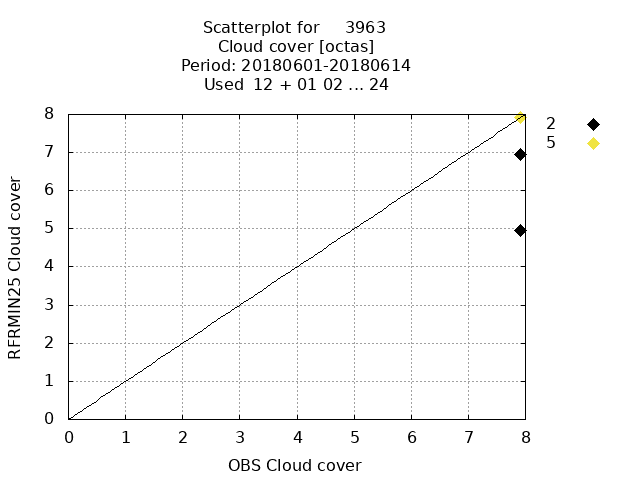 Scatterplot for 3963
Cloud cover [octas]
Period: 20180601-20180614
Used 12 + 01 02 ... 24
8
7
6
5
4
3
2
1
0
0 1 2 3 4 5 6 7 8
RFRMIN25 Cloud cover
OBS Cloud cover
2
5